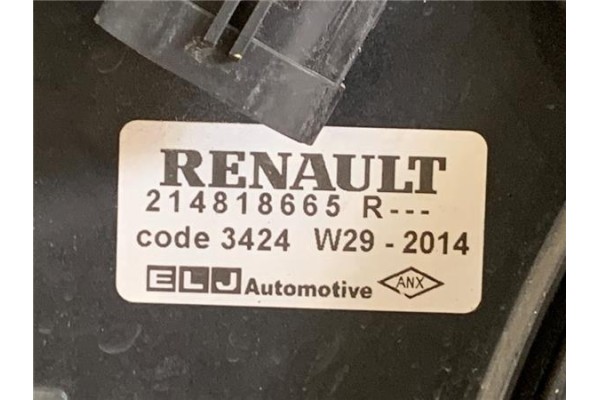 RENAULT
214818665 R---
code 3424 W29 - 2014
ELJ Automotive ANX